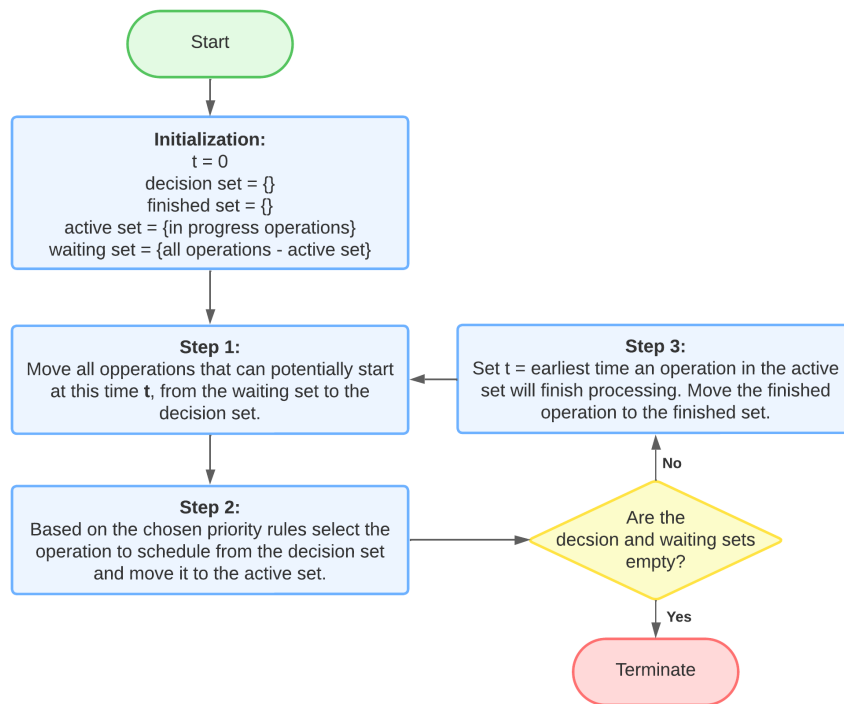 Start
Initialization:
t = 0
decision set = {}
finished set = {}
active set = {in progress operations}
waiting set = {all operations - active set}
Step 1:
Move all opperations that can potentially start
at this time t, from the waiting set to the
decision set.
Step 3:
Set t = earliest time an operation in the active
set will finish processing. Move the finished
operation to the finished set.
No
Step 2:
Based on the chosen priority rules select the
operation to schedule from the decision set
and move it to the active set.
Are the
decsion and waiting sets
empty?
Yes
Terminate